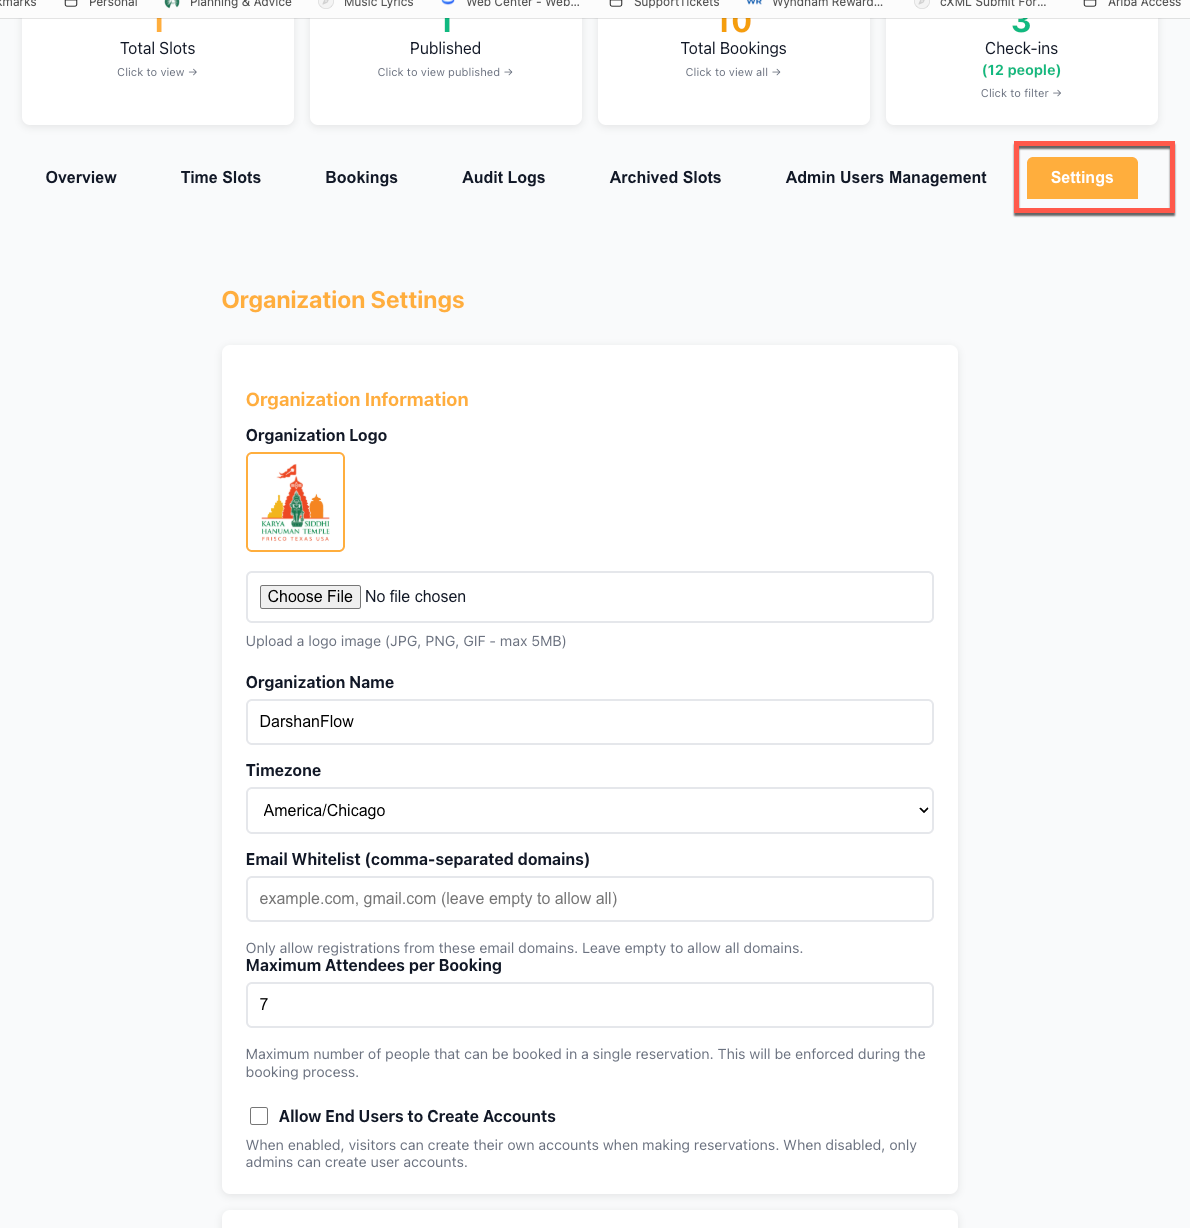 kmarks Personal Planning & Advice Music Lyrics Web Center - Web... SupportTickets WR Wyndham Reward... cXML Submit For... Ariba Access
1 1 10 3
Total Slots Published Total Bookings Check-ins
(12 people)
Click to view → Click to view published → Click to view all → Click to filter →
Overview Time Slots Bookings Audit Logs Archived Slots Admin Users Management Settings
Organization Settings
Organization Information
Organization Logo
KARYA SIDDHI
HANUMAN TEMPLE
FRISCO TEXAS USA
Choose File No file chosen
Upload a logo image (JPG, PNG, GIF - max 5MB)
Organization Name
DarshanFlow
Timezone
America/Chicago
Email Whitelist (comma-separated domains)
example.com, gmail.com (leave empty to allow all)
Only allow registrations from these email domains. Leave empty to allow all domains.
Maximum Attendees per Booking
7
Maximum number of people that can be booked in a single reservation. This will be enforced during the
booking process.
Allow End Users to Create Accounts
When enabled, visitors can create their own accounts when making reservations. When disabled, only
admins can create user accounts.